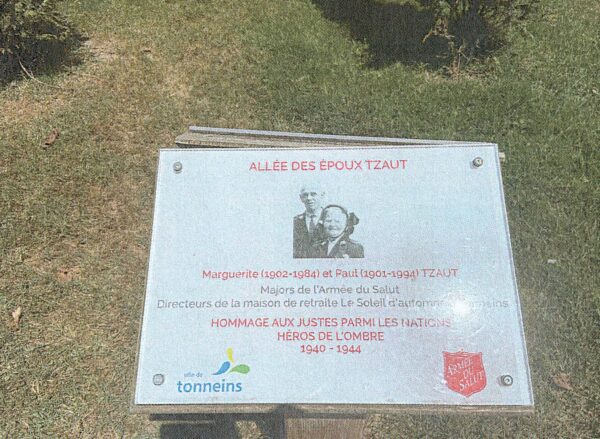 ALLÉE DES ÉPOUX TZAUT
Marguerite (1902-1984) et Paul (1901-1994) TZAUT
Majors de l'Armée du Salut
Directeurs de la maison de retraite Le Soleil d'automne
HOMMAGE AUX JUSTES PARMI LES NATIONS
HÉROS DE L'OMBRE
1940 - 1944
ville de
tonneins
ARMÉE
DU
SALUT